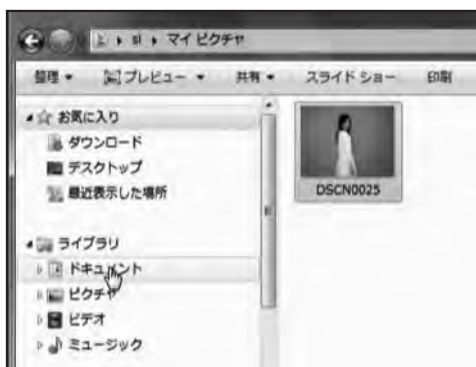 sl ▸ マイ ピクチャ
整理 プレビュー 共有 スライド ショー 印刷
お気に入り
ダウンロード
デスクトップ
最近表示した場所
DSCN0025
ライブラリ
ドキュメント
ピクチャ
ビデオ
ミュージック